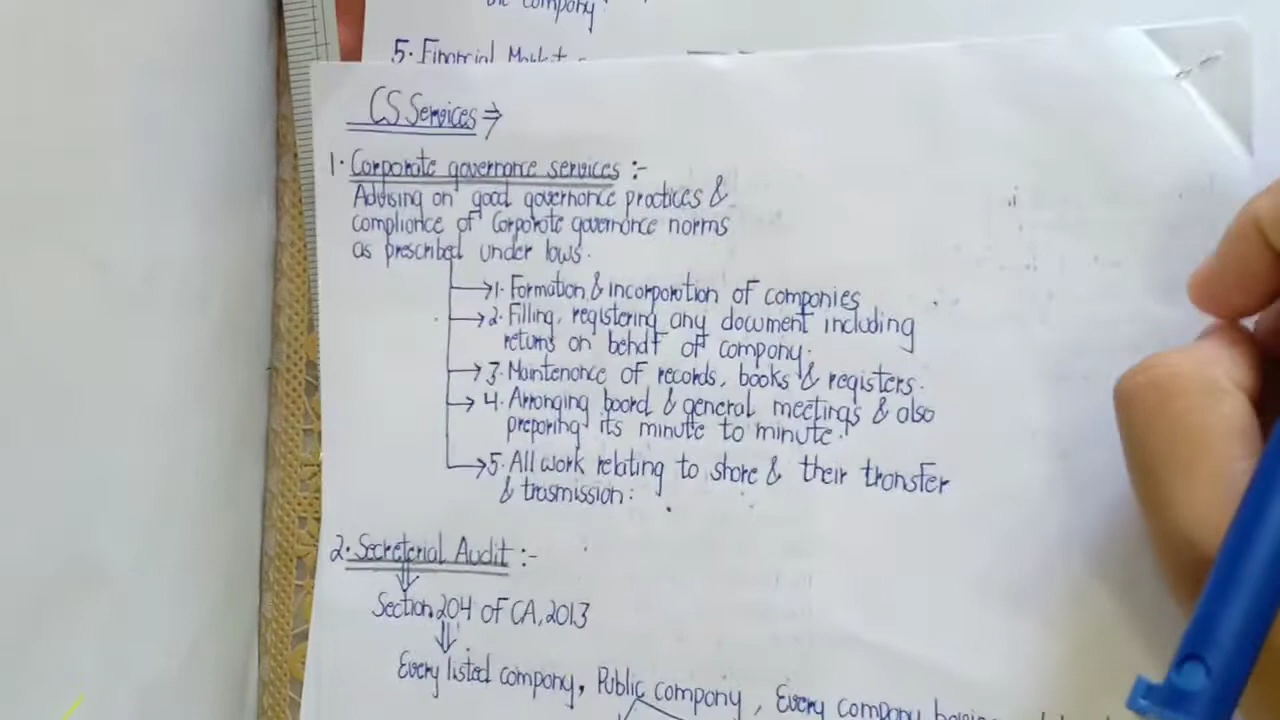 the company
5. Financial Market
CS Services ⇒
1. Corporate governance services :-
Advising on good governance practices &
compliance of Corporate governance norms
as prescribed under laws.
→1. Formation & incorporation of companies
→2. Filling, registering any document including
returns on behalf of company.
→3. Maintenance of records, books & registers.
→4. Arranging board & general meetings & also
preparing its minute to minute.
→5. All work relating to share & their transfer
& trasmission:
2. Secreterial Audit :-
⇓
Section 204 of CA, 2013
⇓
Every listed company, Public company, Every company